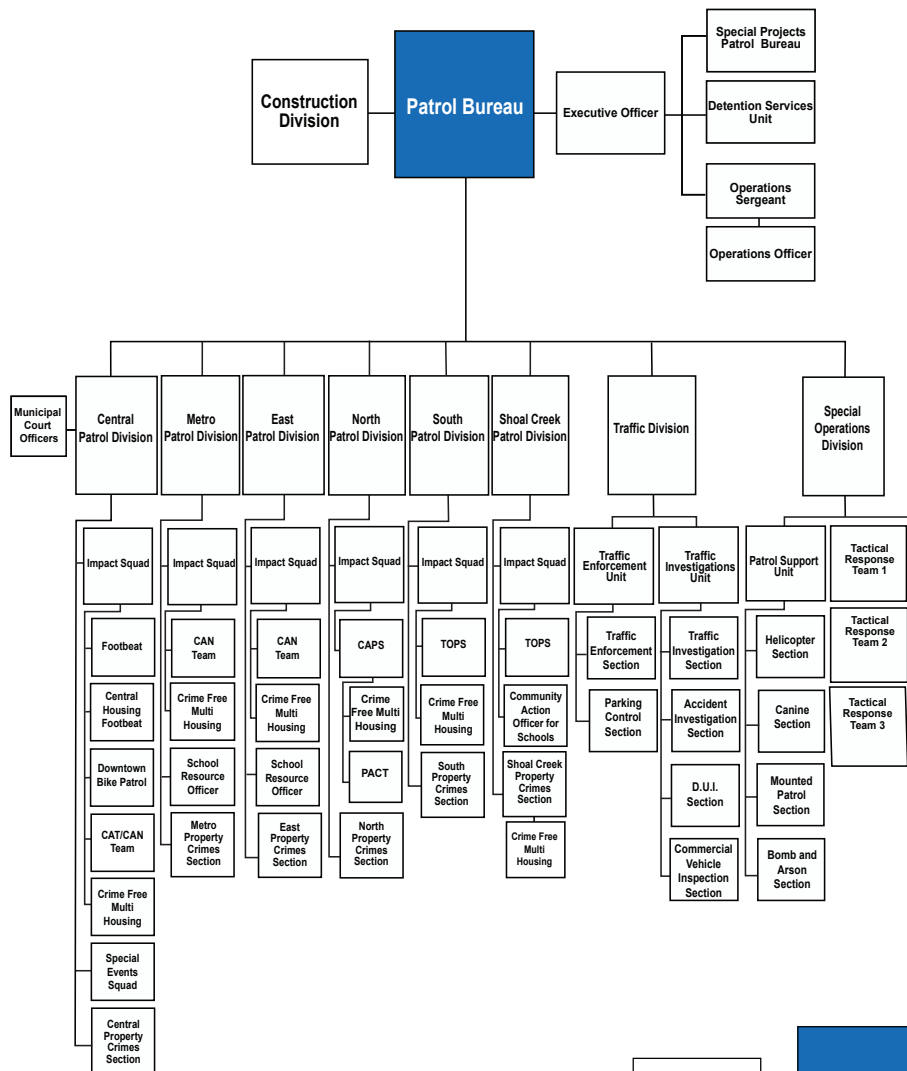 Special Projects
Patrol Bureau
Construction
Division
Patrol Bureau
Executive Officer
Detention Services
Unit
Operations
Sergeant
Operations Officer
Municipal
Court
Officers
Central
Patrol Division
Metro
Patrol Division
East
Patrol Division
North
Patrol Division
South
Patrol Division
Shoal Creek
Patrol Division
Traffic Division
Special
Operations
Division
Impact Squad
Impact Squad
Impact Squad
Impact Squad
Impact Squad
Impact Squad
Traffic
Enforcement
Unit
Traffic
Investigations
Unit
Patrol Support
Unit
Tactical
Response
Team 1
Footbeat
CAN
Team
CAN
Team
CAPS
TOPS
TOPS
Traffic
Enforcement
Section
Traffic
Investigation
Section
Helicopter
Section
Tactical
Response
Team 2
Central
Housing
Footbeat
Crime Free
Multi
Housing
Crime Free
Multi
Housing
Crime
Free Multi
Housing
Crime Free
Multi
Housing
Community
Action
Officer for
Schools
Parking
Control
Section
Accident
Investigation
Section
Canine
Section
Tactical
Response
Team 3
Downtown
Bike Patrol
School
Resource
Officer
School
Resource
Officer
PACT
South
Property
Crimes
Section
Shoal Creek
Property
Crimes
Section
D.U.I.
Section
Mounted
Patrol
Section
CAT/CAN
Team
Metro
Property
Crimes
Section
East
Property
Crimes
Section
North
Property
Crimes
Section
Crime Free
Multi
Housing
Commercial
Vehicle
Inspection
Section
Bomb and
Arson
Section
Crime Free
Multi
Housing
Special
Events
Squad
Central
Property
Crimes
Section